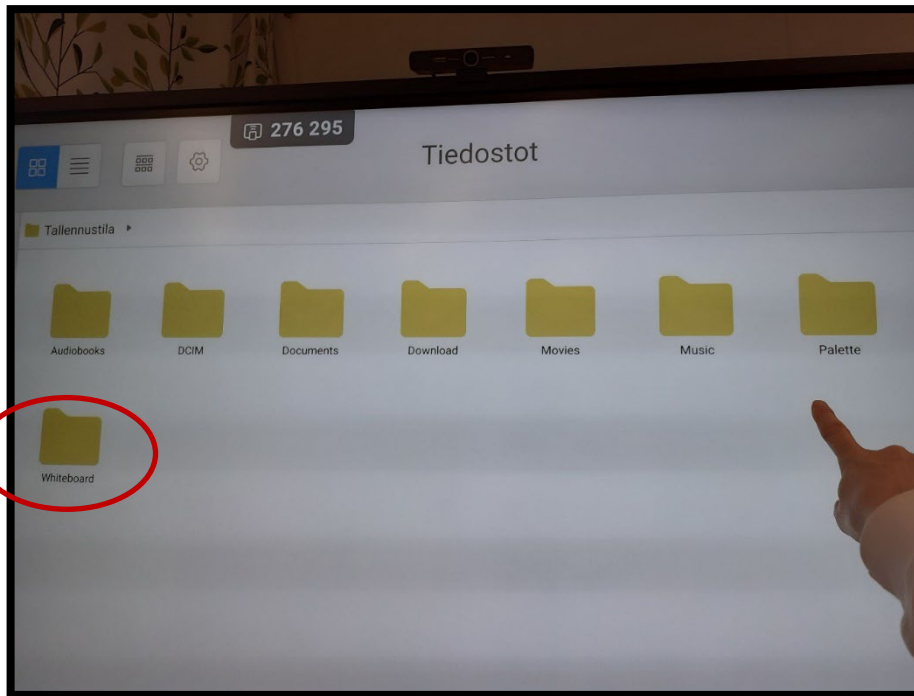 276 295
Tiedostot
Tallennustila
Audiobooks
DCIM
Documents
Download
Movies
Music
Palette
Whiteboard